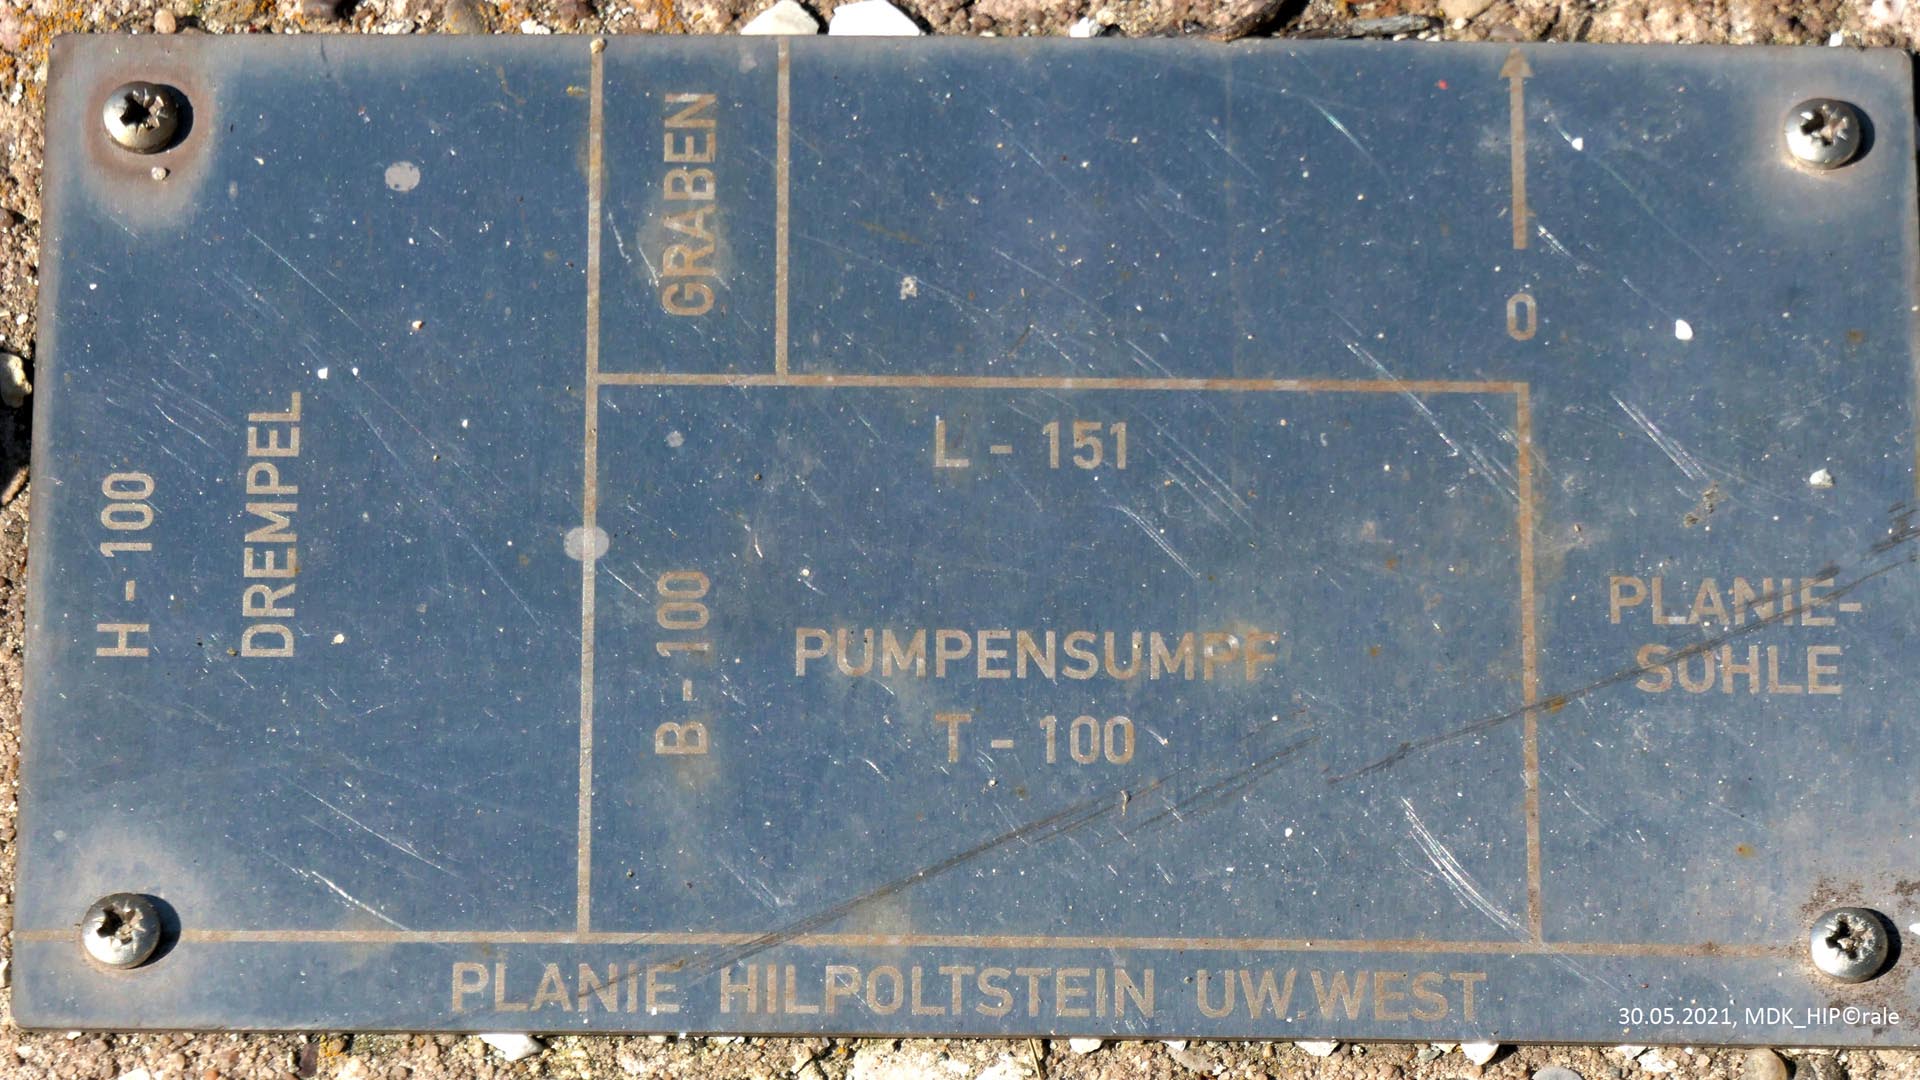 GRABEN
0
H - 100
DREMPEL
L - 151
B - 100
PUMPENSUMPF
T - 100
PLANIE-
SOHLE
PLANIE HILPOLTSTEIN UW.WEST
30.05.2021, MDK_HIP©rale